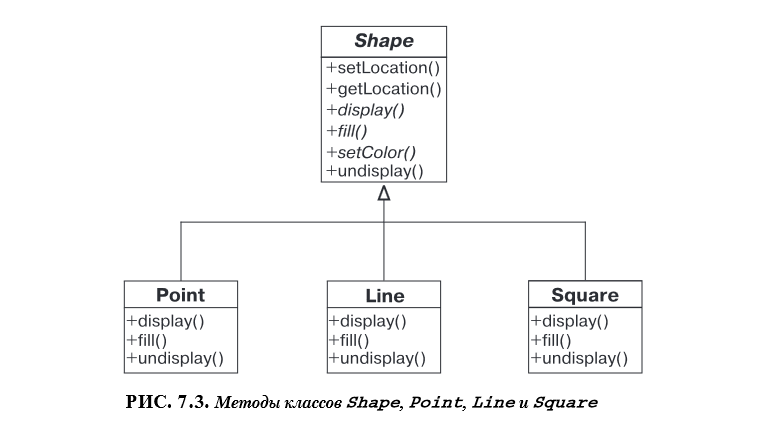 Shape
+setLocation()
+getLocation()
+display()
+fill()
+setColor()
+undisplay()
Point
+display()
+fill()
+undisplay()
Line
+display()
+fill()
+undisplay()
Square
+display()
+fill()
+undisplay()
РИС. 7.3. Методы классов Shape, Point, Line и Square